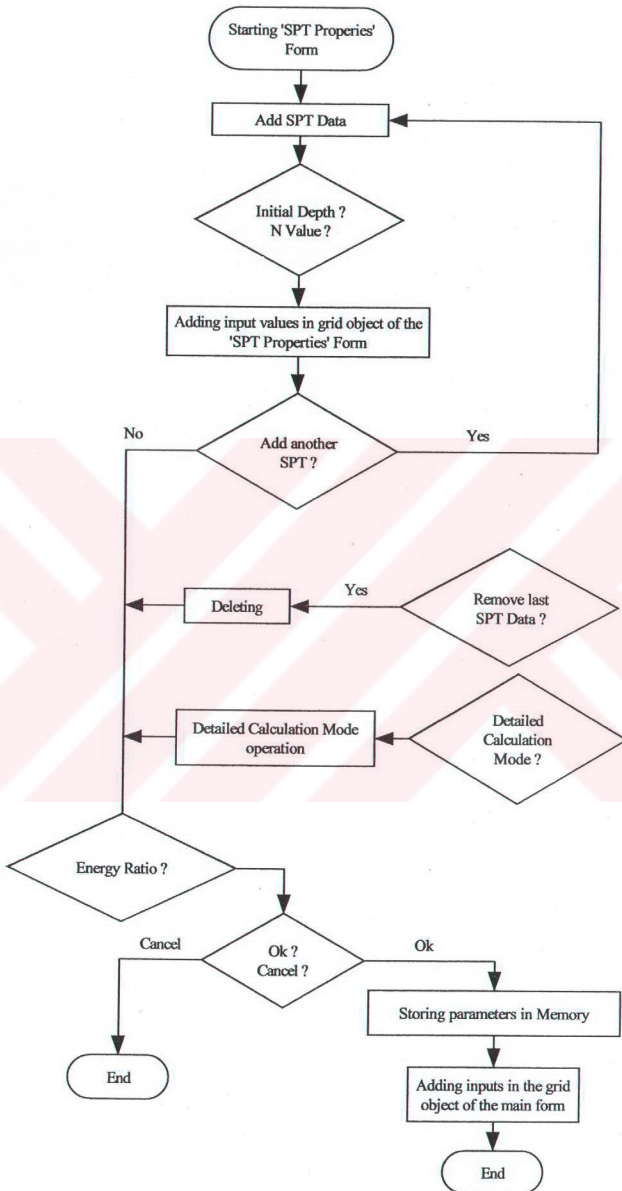 Starting 'SPT Properies'
Form
Add SPT Data
Initial Depth ?
N Value ?
Adding input values in grid object of the
'SPT Properties' Form
Add another
SPT ?
No
Yes
Remove last
SPT Data ?
Yes
Deleting
Detailed
Calculation
Mode ?
Detailed Calculation Mode
operation
Energy Ratio ?
Ok ?
Cancel ?
Cancel
Ok
End
Storing parameters in Memory
Adding inputs in the grid
object of the main form
End